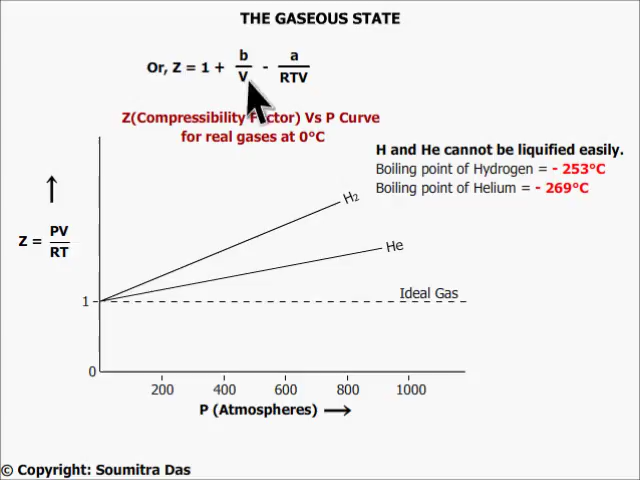 THE GASEOUS STATE
Or, Z = 1 + b/V - a/RTV
Z(Compressibility Factor) Vs P Curve
for real gases at 0°C
H and He cannot be liquified easily.
Boiling point of Hydrogen = - 253°C
Boiling point of Helium = - 269°C
H₂
He
Z = PV/RT
Ideal Gas
1
0
200 400 600 800 1000
P (Atmospheres)
© Copyright: Soumitra Das